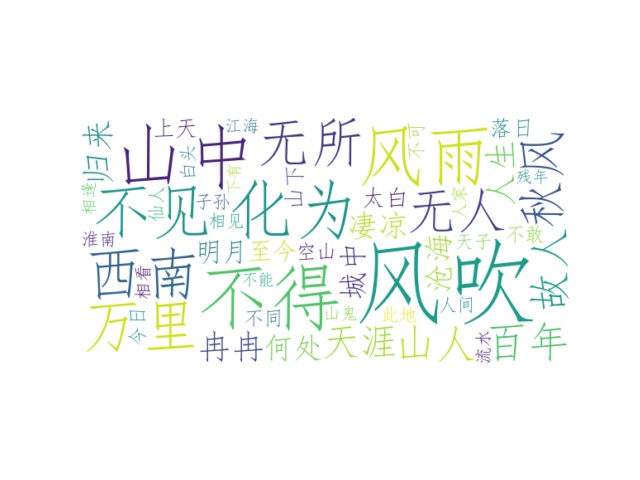 归来
上天
江海
山中
无所
风雨
不可
落日
人生
秋风
残年
白头
下有
山下
相逢
仙人
子孙
相见
不见
化为
太白
无人
人家
凄凉
淮南
明月
至今
空山
城中
沧海
天子
不敢
故人
西南
相看
不得
不能
风吹
万里
今日
不同
山鬼
此地
人间
冉冉
何处
天涯
山人
流水
百年